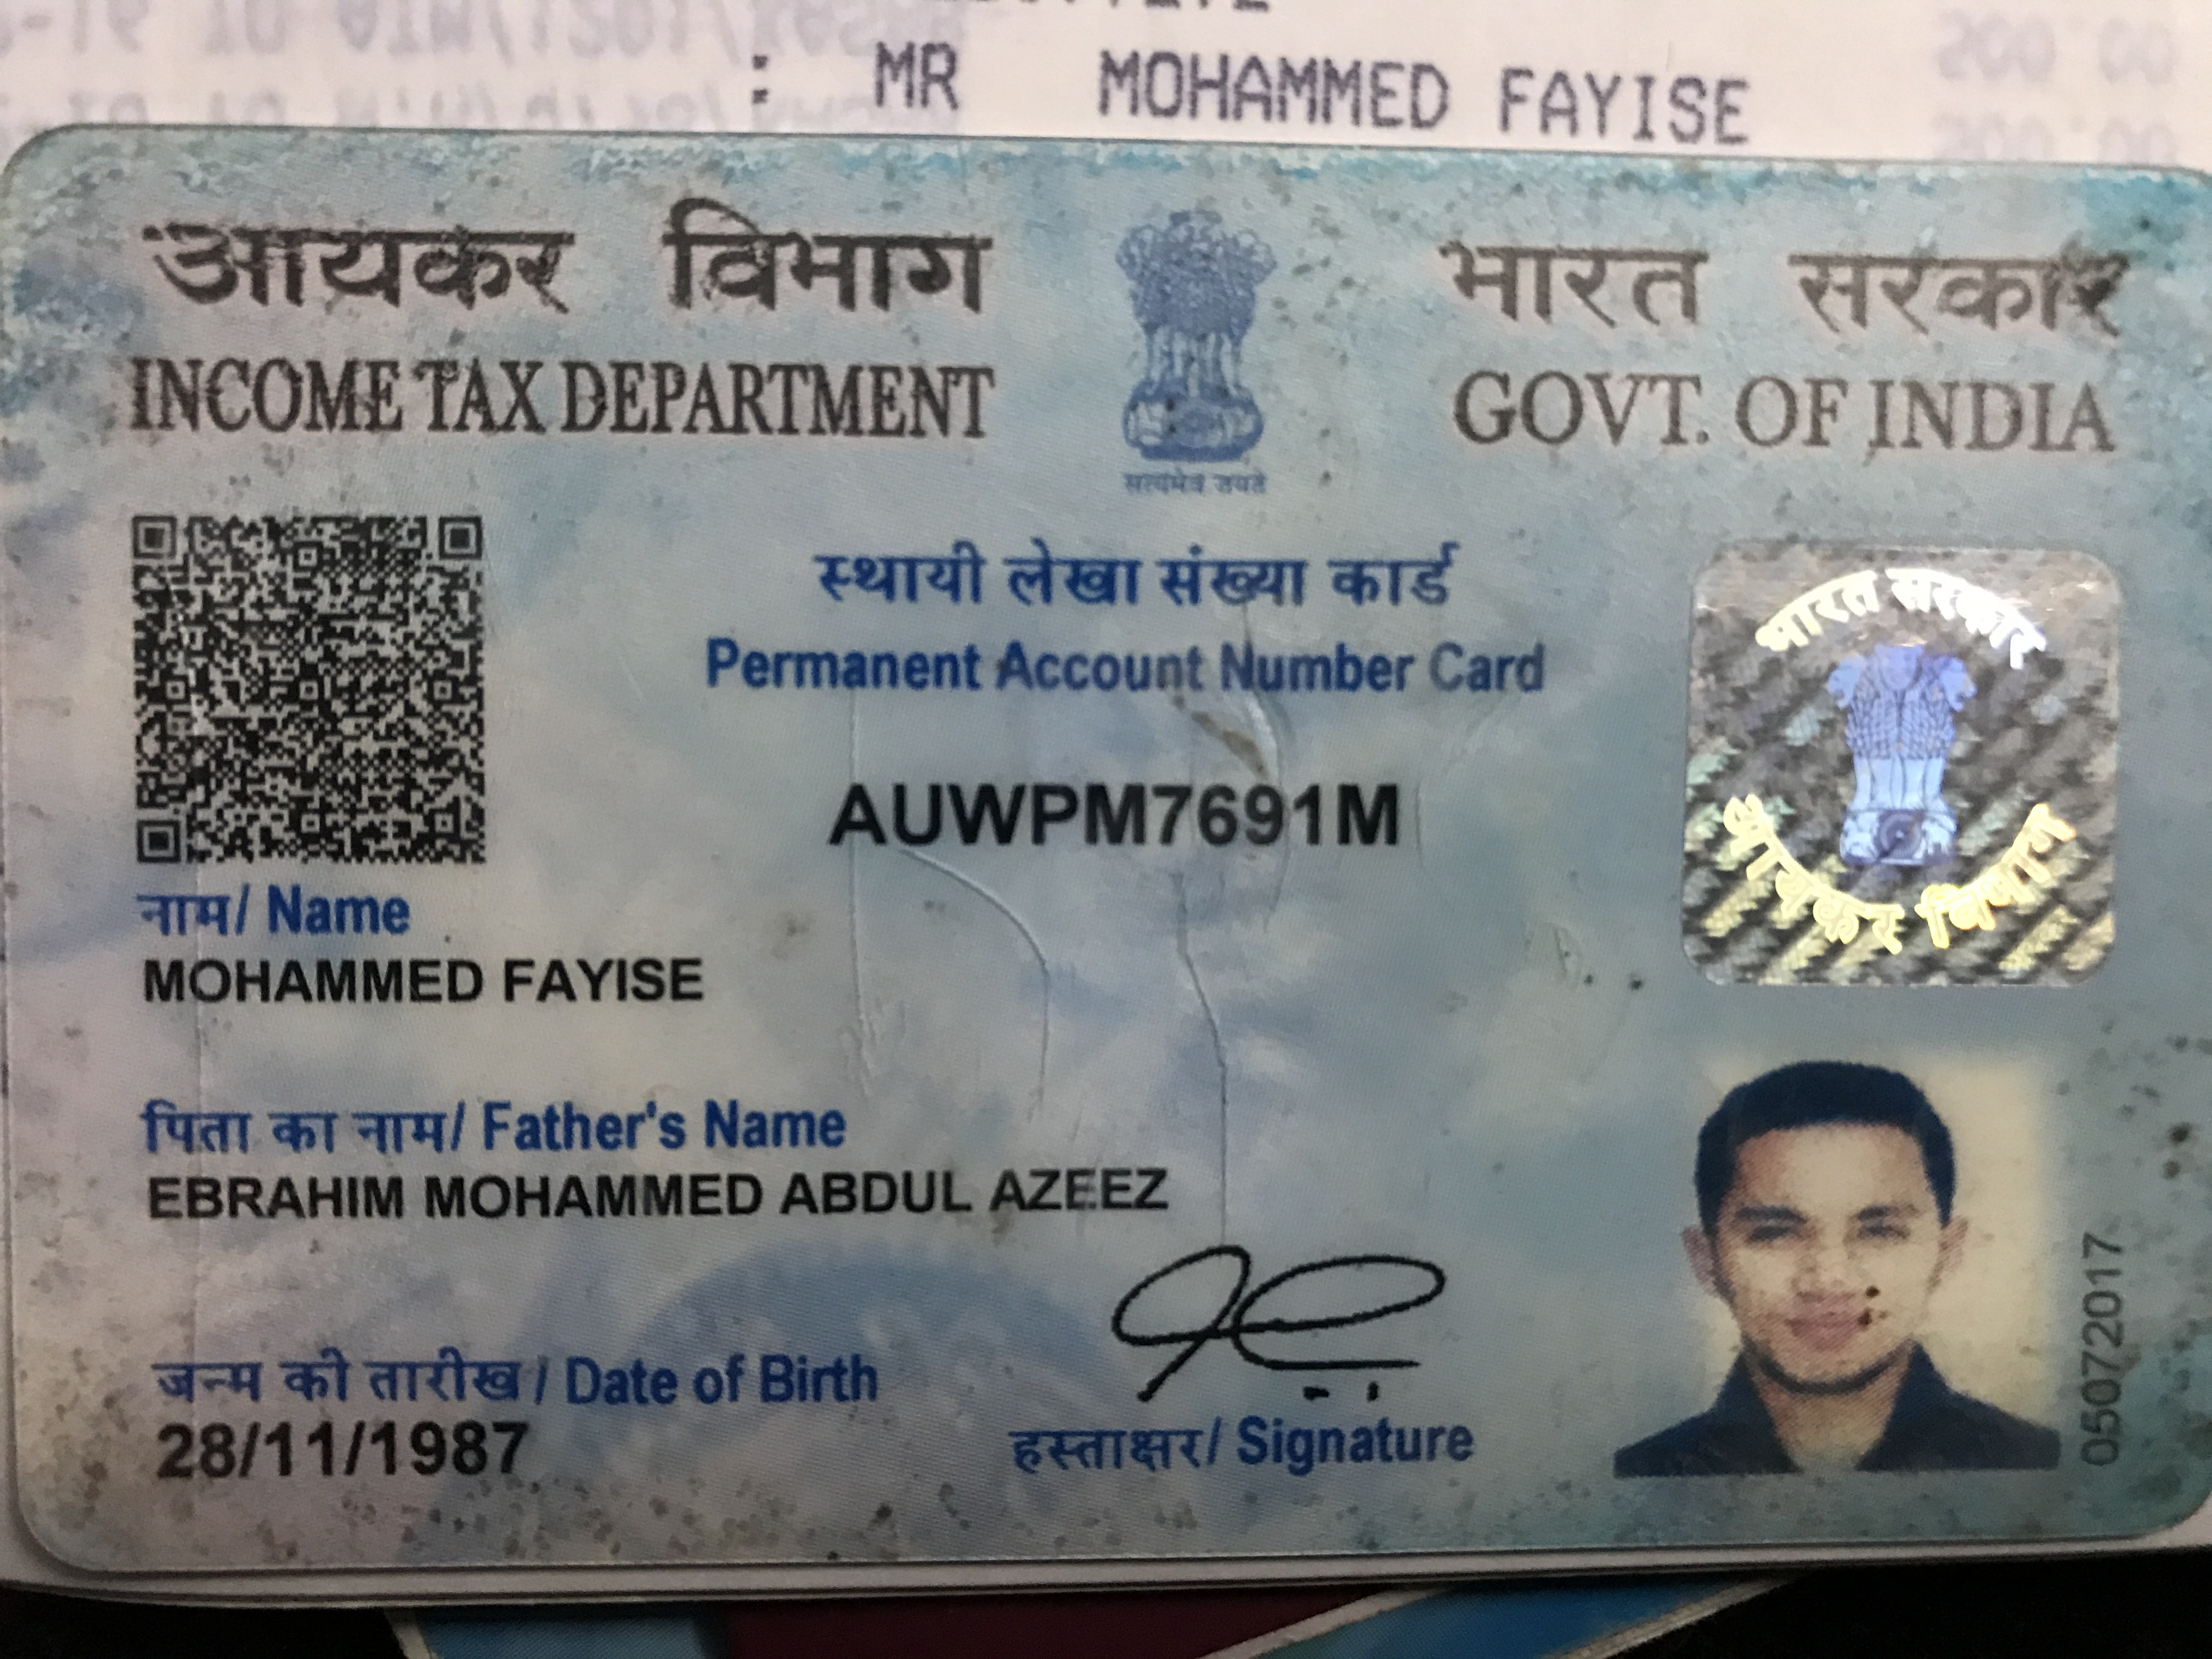 आयकर विभाग
INCOME TAX DEPARTMENT
सत्यमेव जयते
भारत सरकार
GOVT. OF INDIA
स्थायी लेखा संख्या कार्ड
Permanent Account Number Card
AUWPM7691M
नाम/ Name
MOHAMMED FAYISE
पिता का नाम/ Father's Name
EBRAHIM MOHAMMED ABDUL AZEEZ
जन्म की तारीख/ Date of Birth
28/11/1987
हस्ताक्षर/ Signature
05072017
भारत सरकार
: MR MOHAMMED FAYISE